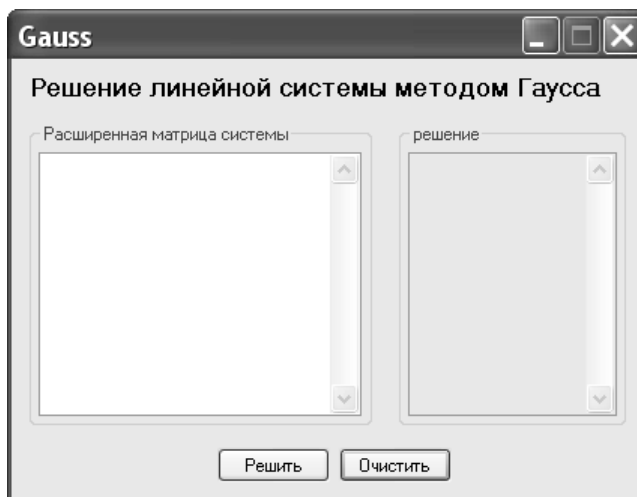 Gauss
Решение линейной системы методом Гаусса
Расширенная матрица системы
решение
Решить
Очистить